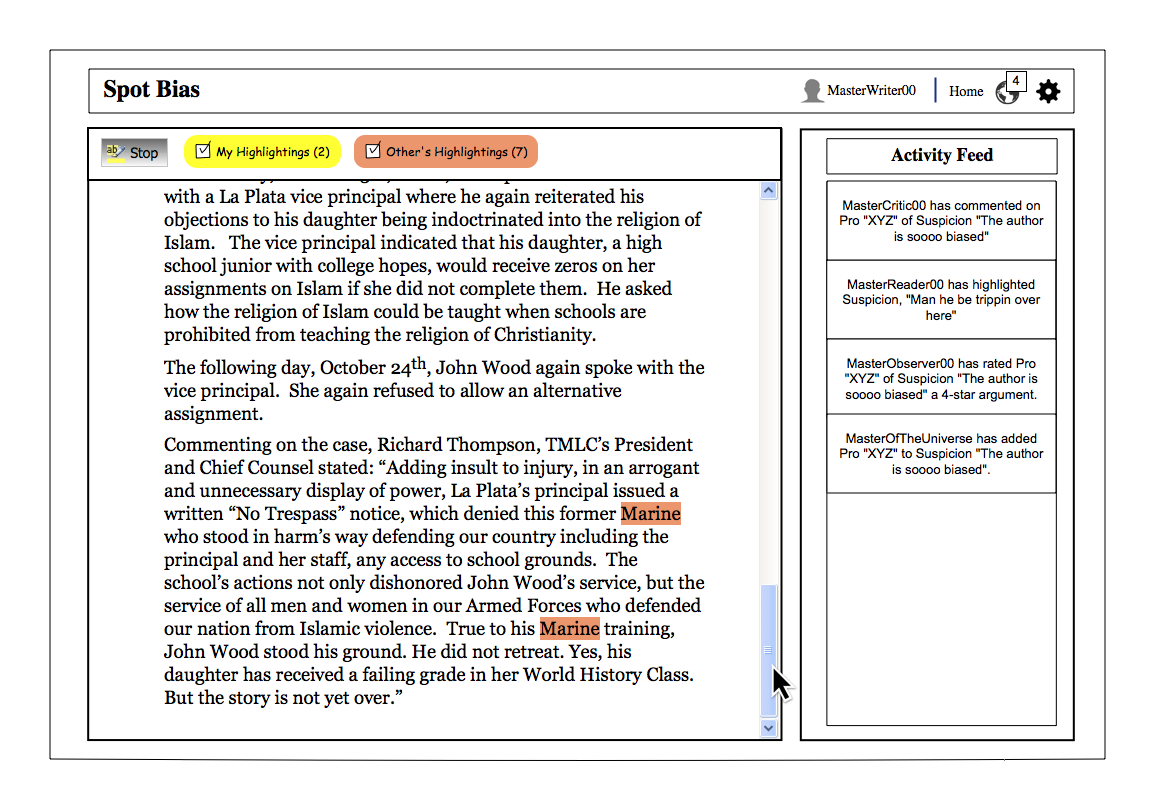 Spot Bias
MasterWriter00
Home
4
Stop
My Highlightings (2)
Other's Highlightings (7)
with a La Plata vice principal where he again reiterated his
objections to his daughter being indoctrinated into the religion of
Islam.   The vice principal indicated that his daughter, a high
school junior with college hopes, would receive zeros on her
assignments on Islam if she did not complete them.  He asked
how the religion of Islam could be taught when schools are
prohibited from teaching the religion of Christianity.
The following day, October 24th, John Wood again spoke with the
vice principal.  She again refused to allow an alternative
assignment.
Commenting on the case, Richard Thompson, TMLC’s President
and Chief Counsel stated: “Adding insult to injury, in an arrogant
and unnecessary display of power, La Plata’s principal issued a
written “No Trespass” notice, which denied this former Marine
who stood in harm’s way defending our country including the
principal and her staff, any access to school grounds.  The
school’s actions not only dishonored John Wood’s service, but the
service of all men and women in our Armed Forces who defended
our nation from Islamic violence.  True to his Marine training,
John Wood stood his ground. He did not retreat. Yes, his
daughter has received a failing grade in her World History Class.
But the story is not yet over.”
Activity Feed
MasterCritic00 has commented on
Pro "XYZ" of Suspicion "The author
is soooo biased"
MasterReader00 has highlighted
Suspicion, "Man he be trippin over
here"
MasterObserver00 has rated Pro
"XYZ" of Suspicion "The author is
soooo biased" a 4-star argument.
MasterOfTheUniverse has added
Pro "XYZ" to Suspicion "The author
is soooo biased".